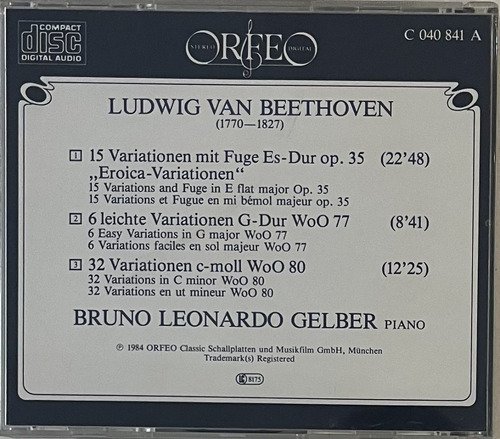 COMPACT
disc
DIGITAL AUDIO
STEREO ORFEO DIGITAL
C 040 841 A
LUDWIG VAN BEETHOVEN
(1770—1827)
1 15 Variationen mit Fuge Es-Dur op. 35 (22'48)
„Eroica-Variationen“
15 Variations and Fugue in E flat major Op. 35
15 Variations et Fugue en mi bémol majeur op. 35
2 6 leichte Variationen G-Dur WoO 77 (8'41)
6 Easy Variations in G major WoO 77
6 Variations faciles en sol majeur WoO 77
3 32 Variationen c-moll WoO 80 (12'25)
32 Variations in C minor WoO 80
32 Variations en ut mineur WoO 80
BRUNO LEONARDO GELBER PIANO
℗ 1984 ORFEO Classic Schallplatten und Musikfilm GmbH, München
Trademark(s) Registered
LC 8175